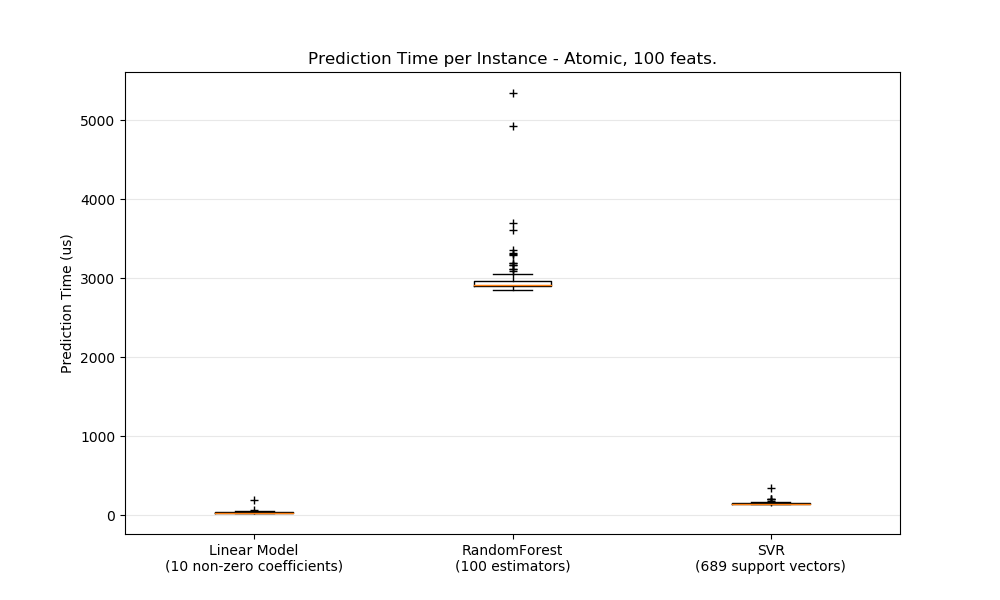 Prediction Time per Instance - Atomic, 100 feats.
Prediction Time (us)
5000
4000
3000
2000
1000
0
Linear Model
(10 non-zero coefficients)
RandomForest
(100 estimators)
SVR
(689 support vectors)